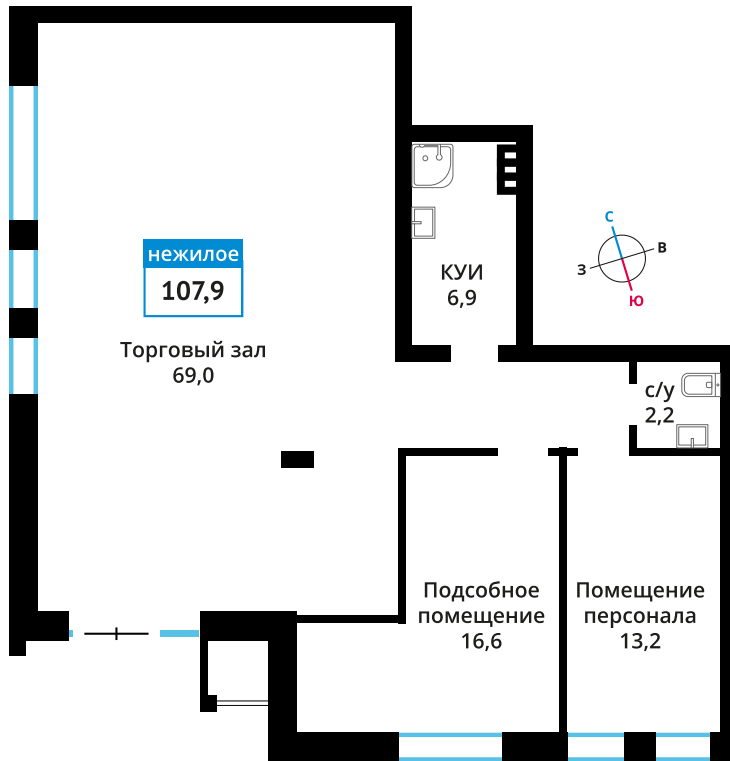 нежилое
107,9
Торговый зал
69,0
КУИ
6,9
С
В
З
Ю
с/у
2,2
Подсобное
помещение
16,6
Помещение
персонала
13,2